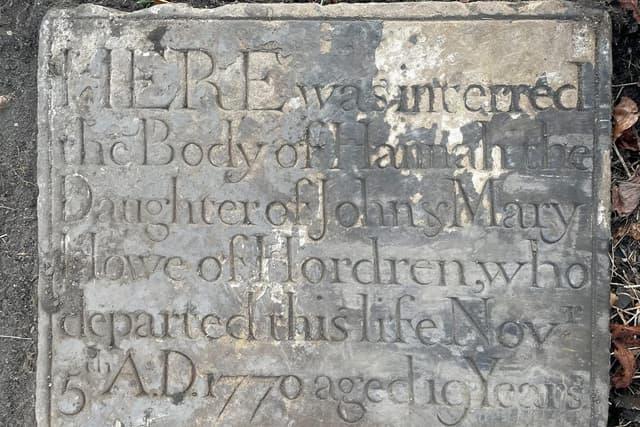 HERE was interred
the Body of Hannah the
Daughter of John & Mary
Howe of Hordren, who
departed this life Novr
5th A.D. 1770 aged 19 Years